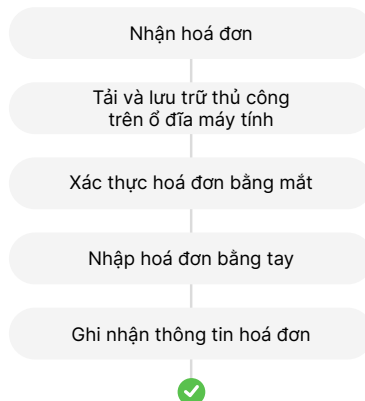 Nhận hoá đơn
Tải và lưu trữ thủ công
trên ổ đĩa máy tính
Xác thực hoá đơn bằng mắt
Nhập hoá đơn bằng tay
Ghi nhận thông tin hoá đơn